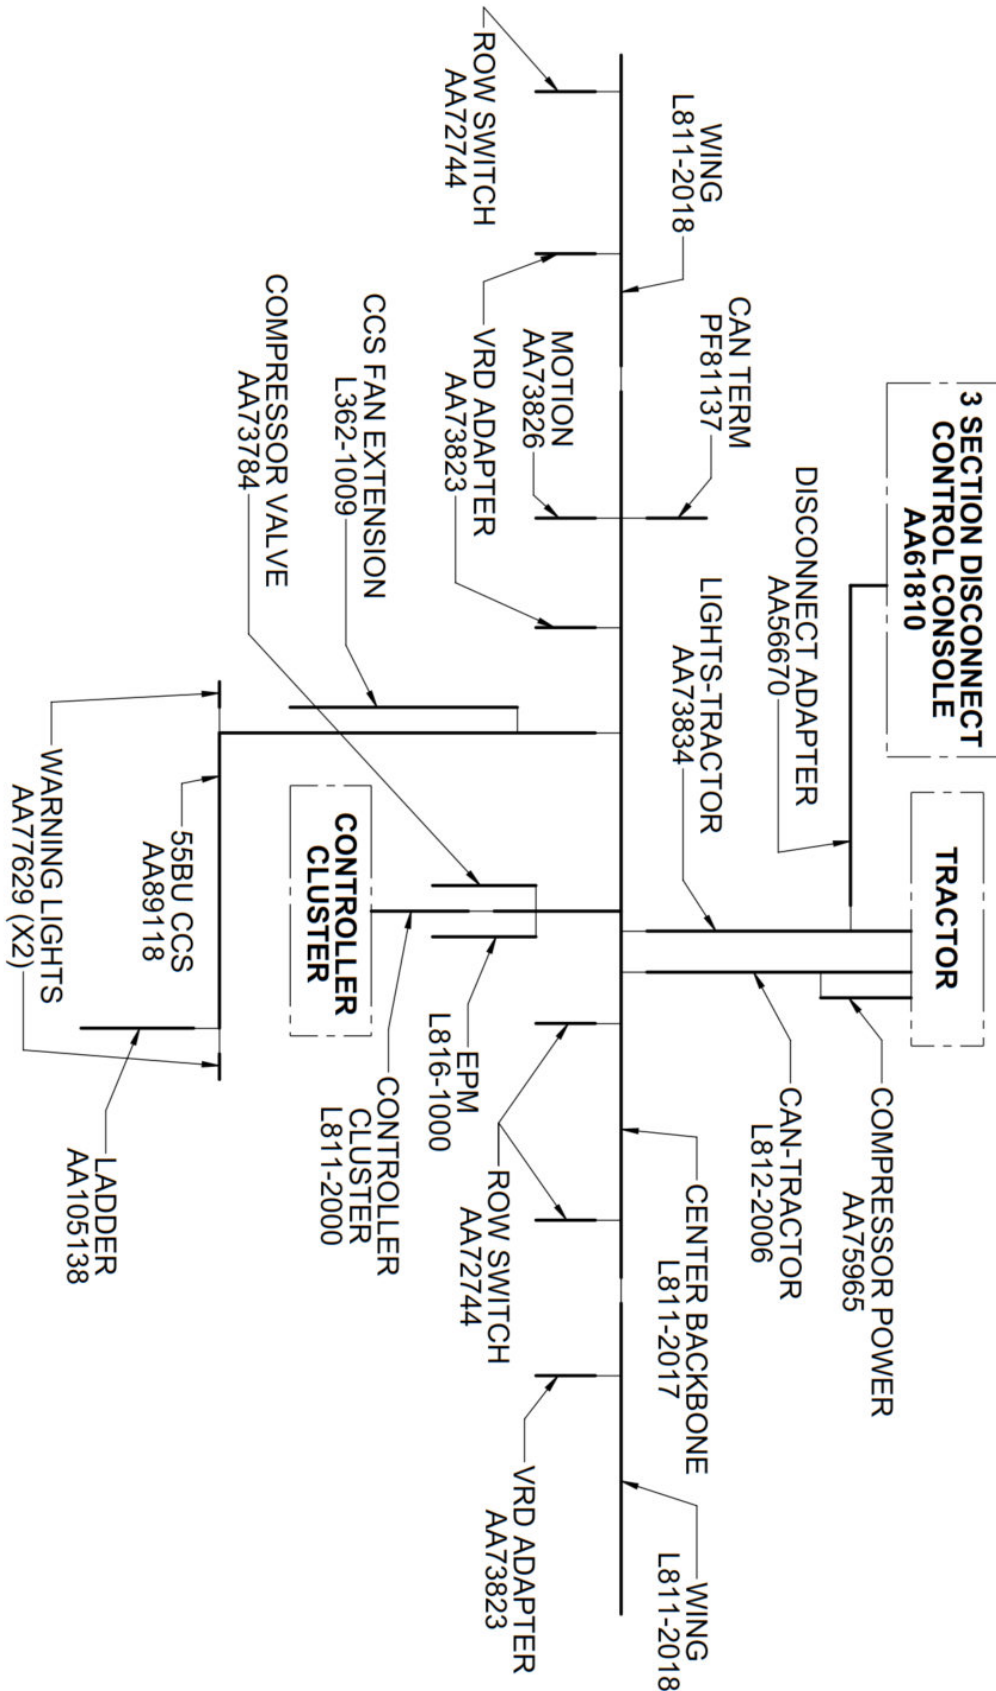 3 SECTION DISCONNECT
CONTROL CONSOLE
AA61810
TRACTOR
DISCONNECT ADAPTER
AA56670
COMPRESSOR POWER
AA75965
LIGHTS-TRACTOR
AA73834
CAN-TRACTOR
L812-2006
WING
L811-2018
CAN TERM
PF81137
CENTER BACKBONE
L811-2017
WING
L811-2018
ROW SWITCH
AA72744
VRD ADAPTER
AA73823
MOTION
AA73826
CCS FAN EXTENSION
L362-1009
COMPRESSOR VALVE
AA73784
CONTROLLER
CLUSTER
EPM
L816-1000
CONTROLLER
CLUSTER
L811-2000
ROW SWITCH
AA72744
VRD ADAPTER
AA73823
55BU CCS
AA89118
WARNING LIGHTS
AA77629 (X2)
LADDER
AA105138